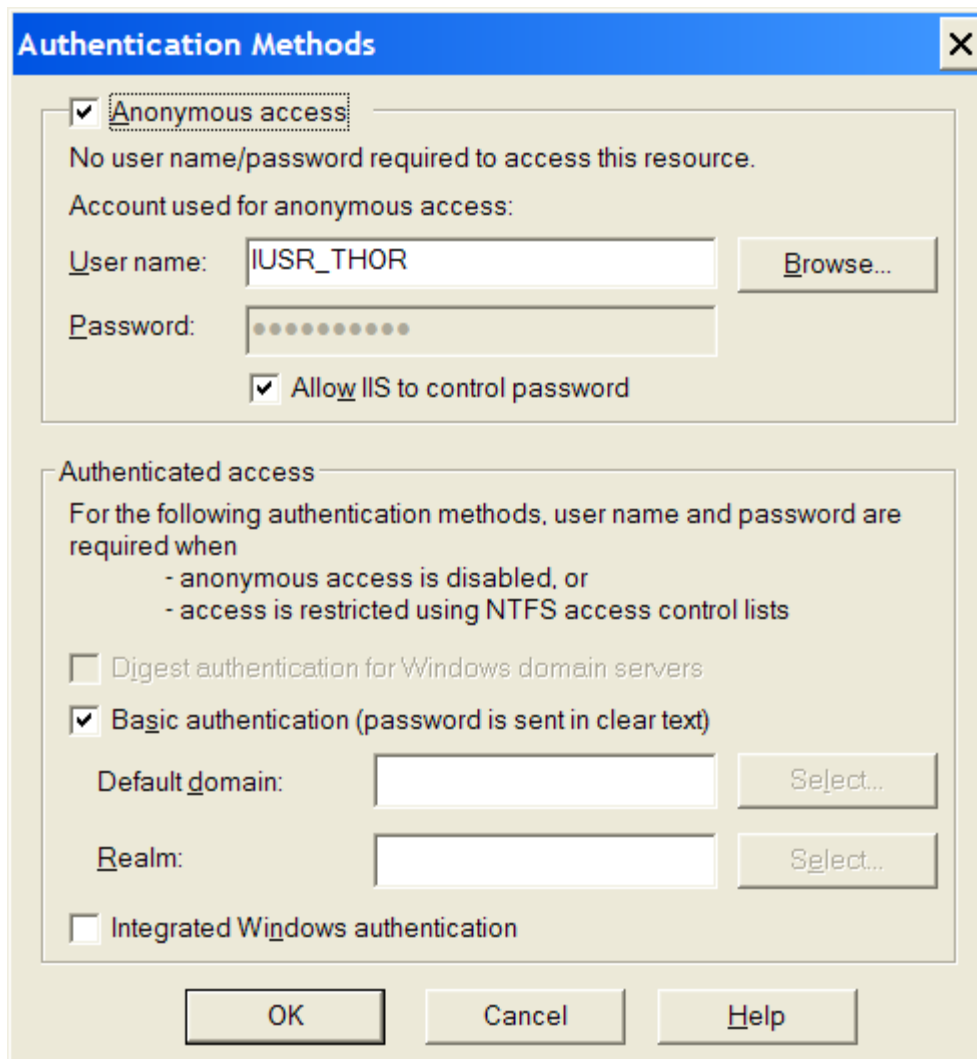 Authentication Methods
Anonymous access
No user name/password required to access this resource.
Account used for anonymous access:
User name: IUSR_THOR Browse...
Password: ●●●●●●●●●●
Allow IIS to control password
Authenticated access
For the following authentication methods, user name and password are
required when
- anonymous access is disabled, or
- access is restricted using NTFS access control lists
Digest authentication for Windows domain servers
Basic authentication (password is sent in clear text)
Default domain: Select...
Realm: Select...
Integrated Windows authentication
OK Cancel Help